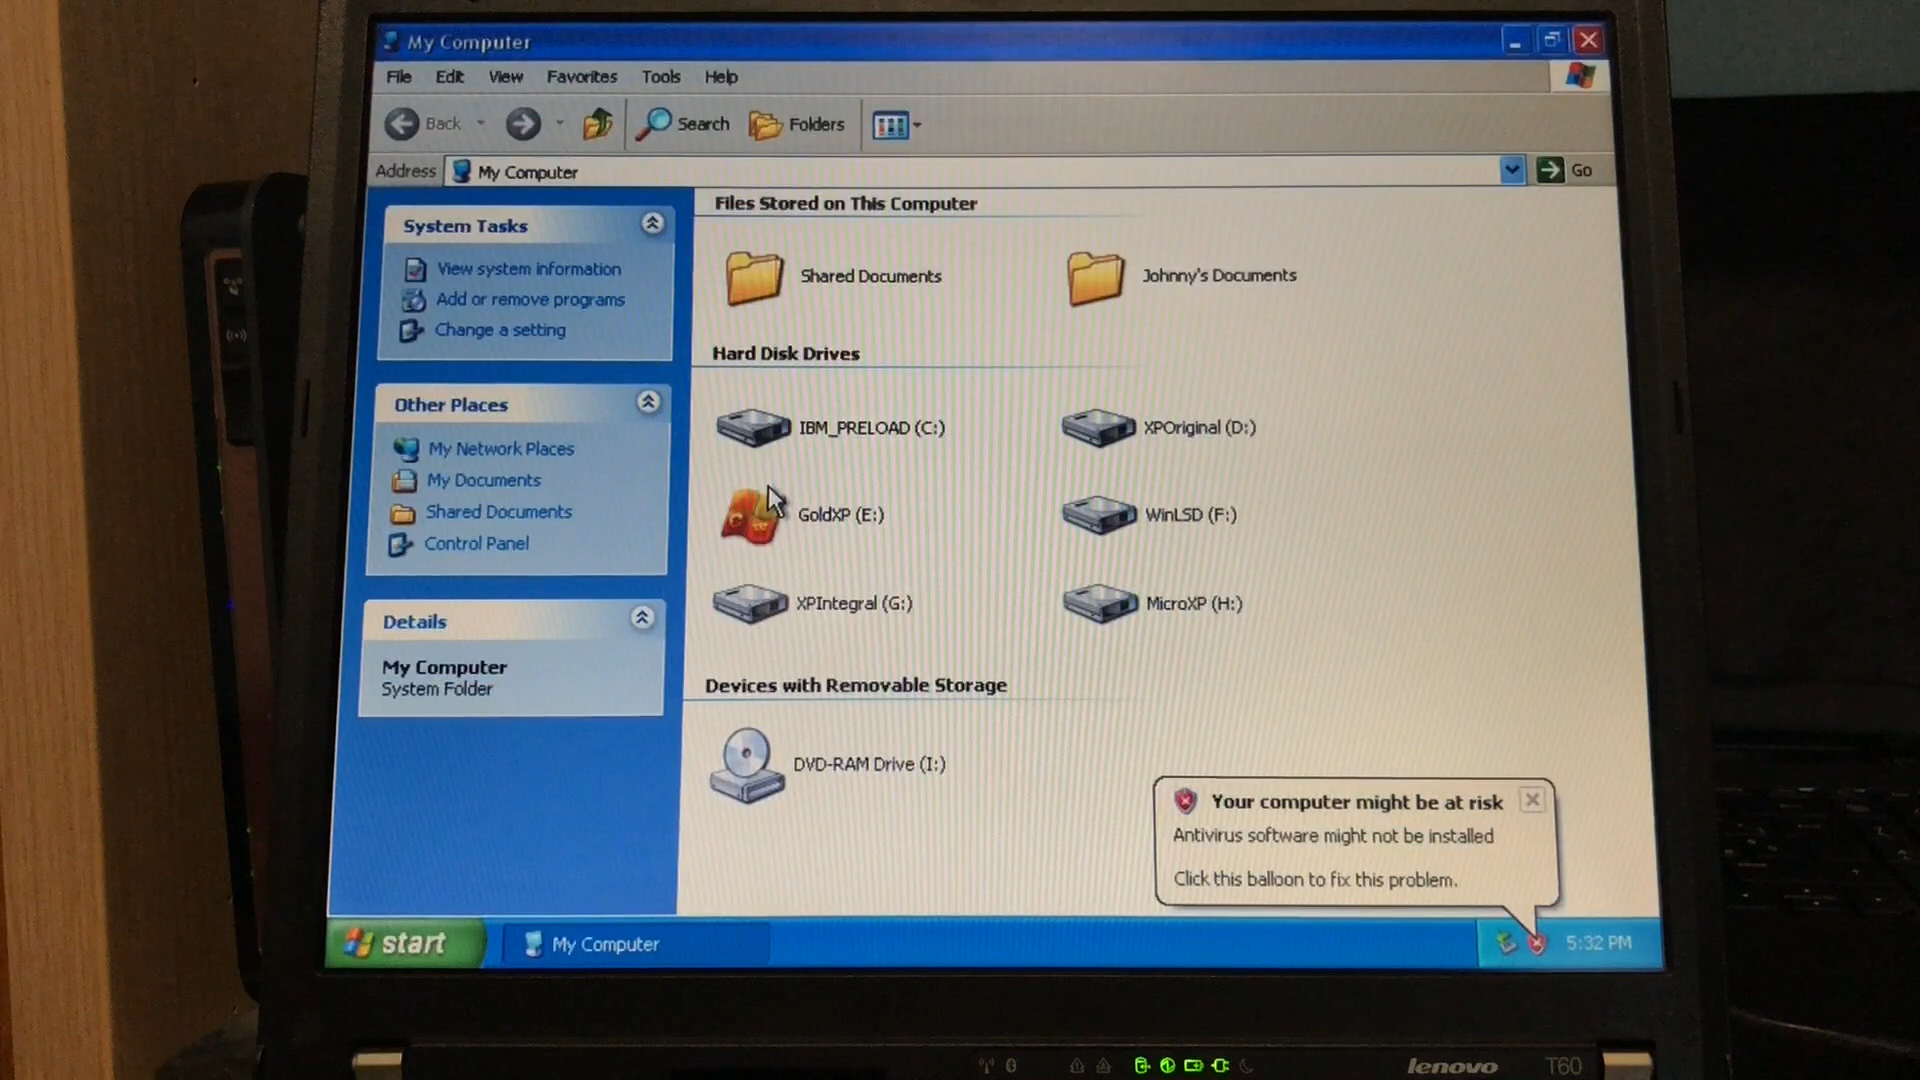 My Computer
File Edit View Favorites Tools Help
Back Search Folders
Address My Computer Go
System Tasks
View system information
Add or remove programs
Change a setting
Other Places
My Network Places
My Documents
Shared Documents
Control Panel
Details
My Computer
System Folder
Files Stored on This Computer
Shared Documents Johnny's Documents
Hard Disk Drives
IBM_PRELOAD (C:) XPOriginal (D:)
GoldXP (E:) WinLSD (F:)
XPIntegral (G:) MicroXP (H:)
Devices with Removable Storage
DVD-RAM Drive (I:)
Your computer might be at risk
Antivirus software might not be installed
Click this balloon to fix this problem.
start My Computer 5:32 PM
lenovo T60